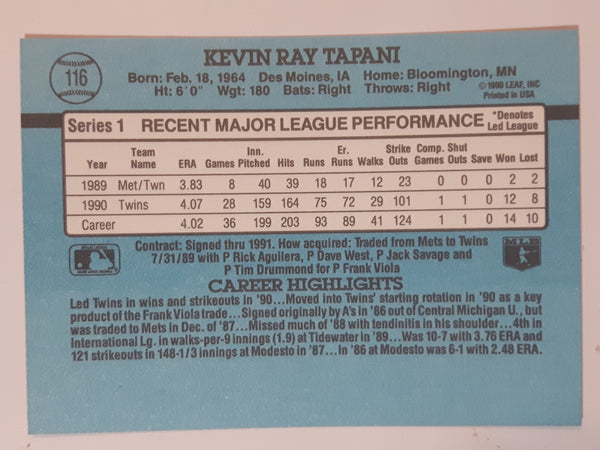 116
KEVIN RAY TAPANI
Born: Feb. 18, 1964 Des Moines, IA Home: Bloomington, MN
Ht: 6'0" Wgt: 180 Bats: Right Throws: Right
©1990 LEAF, INC
Printed in USA
Series 1 RECENT MAJOR LEAGUE PERFORMANCE *Denotes Led League
Year Team Name ERA Games Inn. Pitched Hits Runs Er. Runs Walks Strike Outs Comp. Games Shut Outs Save Won Lost
1989 Met/Twn 3.83 8 40 39 18 17 12 23 0 0 0 2 2
1990 Twins 4.07 28 159 164 75 72 29 101 1 1 0 12 8
Career 4.02 36 199 203 93 89 41 124 1 1 0 14 10
Contract: Signed thru 1991. How acquired: Traded from Mets to Twins
7/31/89 with P Rick Aguilera, P Dave West, P Jack Savage and
P Tim Drummond for P Frank Viola
CAREER HIGHLIGHTS
Led Twins in wins and strikeouts in '90...Moved into Twins' starting rotation in '90 as a key
product of the Frank Viola trade...Signed originally by A's in '86 out of Central Michigan U., but
was traded to Mets in Dec. of '87...Missed much of '88 with tendinitis in his shoulder...4th in
International Lg. in walks-per-9 innings (1.9) at Tidewater in '89...Was 10-7 with 3.76 ERA and
121 strikeouts in 148-1/3 innings at Modesto in '87...In '86 at Modesto was 6-1 with 2.48 ERA.